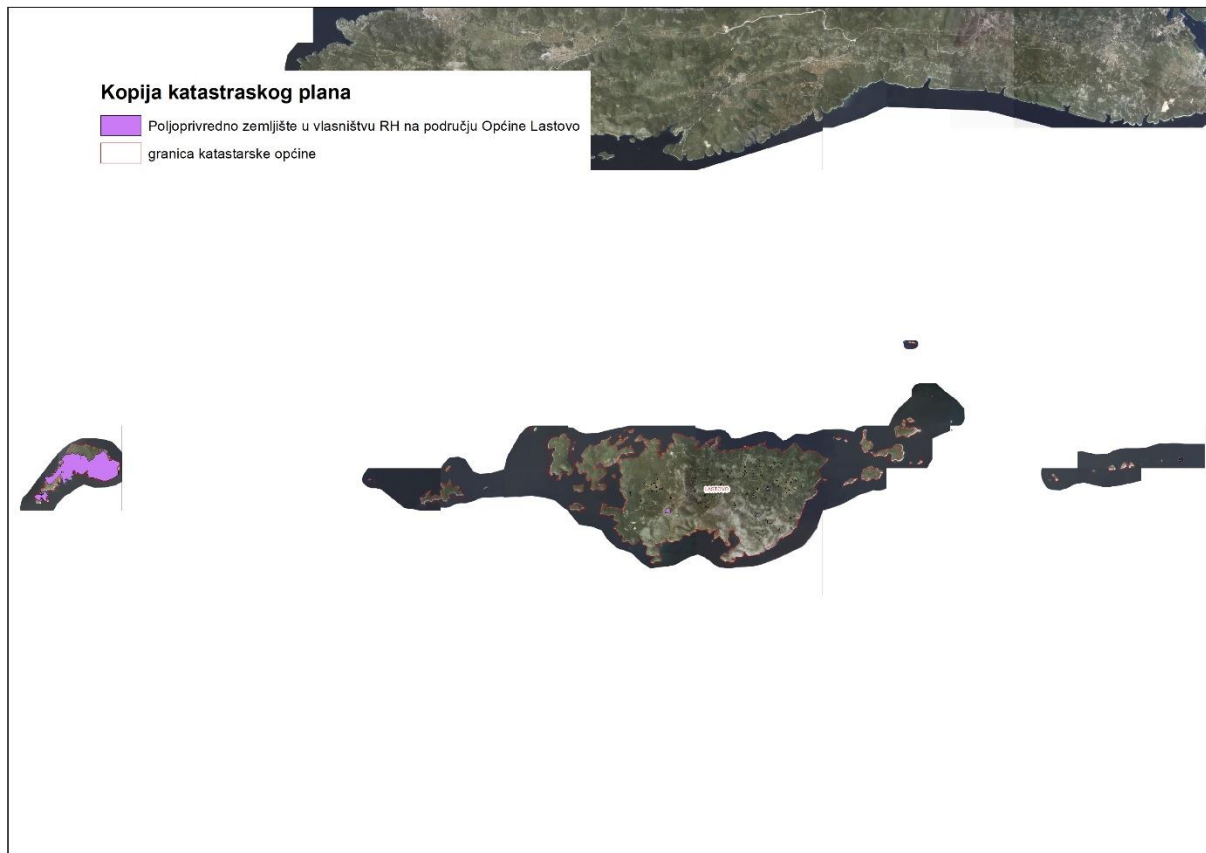 Kopija katastraskog plana
Poljoprivredno zemljište u vlasništvu RH na području Općine Lastovo
granica katastarske općine
LASTOVO